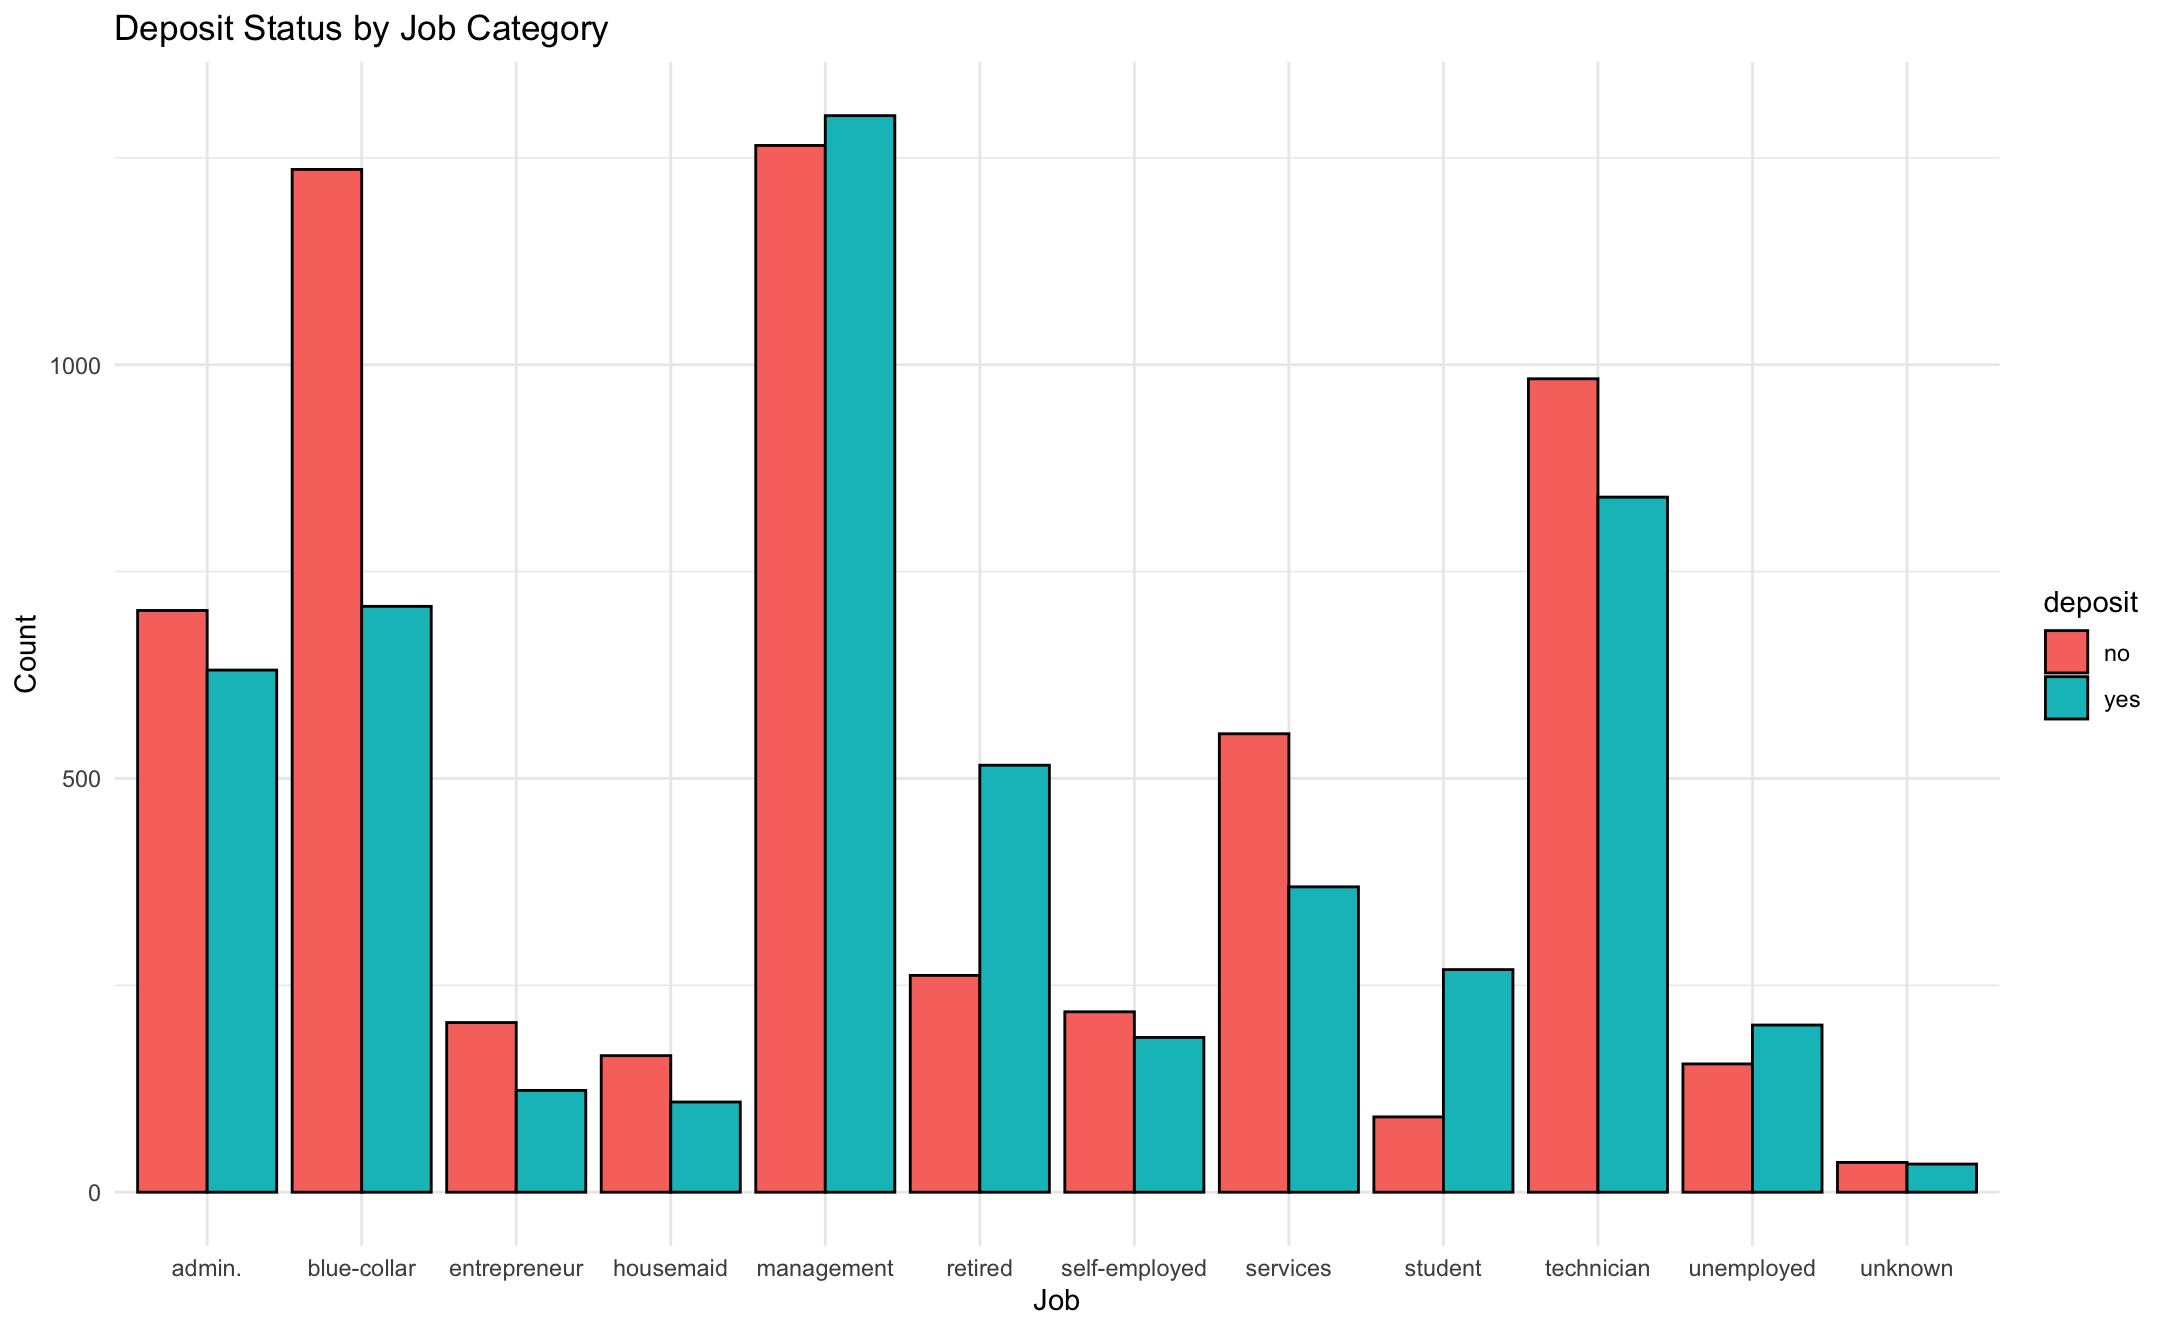 Deposit Status by Job Category
Count
1000
500
0
admin.
blue-collar
entrepreneur
housemaid
management
retired
self-employed
services
student
technician
unemployed
unknown
Job
deposit
no
yes